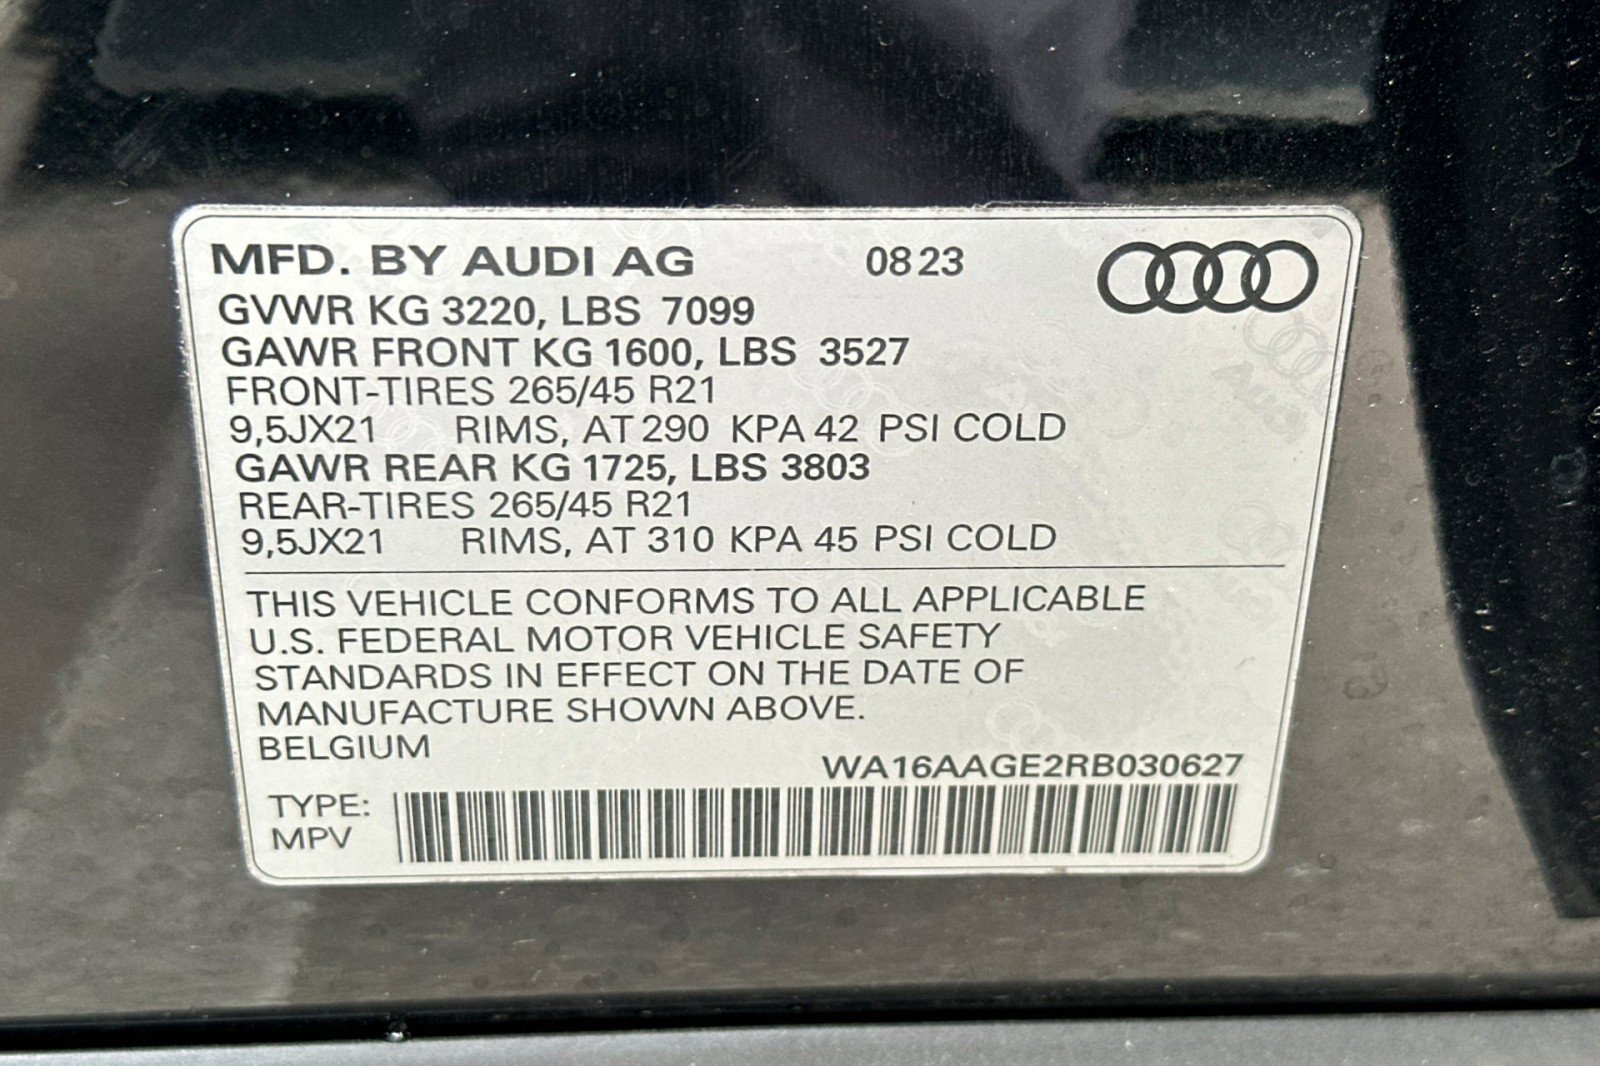 MFD. BY AUDI AG 08 23
GVWR KG 3220, LBS 7099
GAWR FRONT KG 1600, LBS 3527
FRONT-TIRES 265/45 R21
9,5JX21 RIMS, AT 290 KPA 42 PSI COLD
GAWR REAR KG 1725, LBS 3803
REAR-TIRES 265/45 R21
9,5JX21 RIMS, AT 310 KPA 45 PSI COLD
THIS VEHICLE CONFORMS TO ALL APPLICABLE
U.S. FEDERAL MOTOR VEHICLE SAFETY
STANDARDS IN EFFECT ON THE DATE OF
MANUFACTURE SHOWN ABOVE.
BELGIUM
WA16AAGE2RB030627
TYPE:
MPV